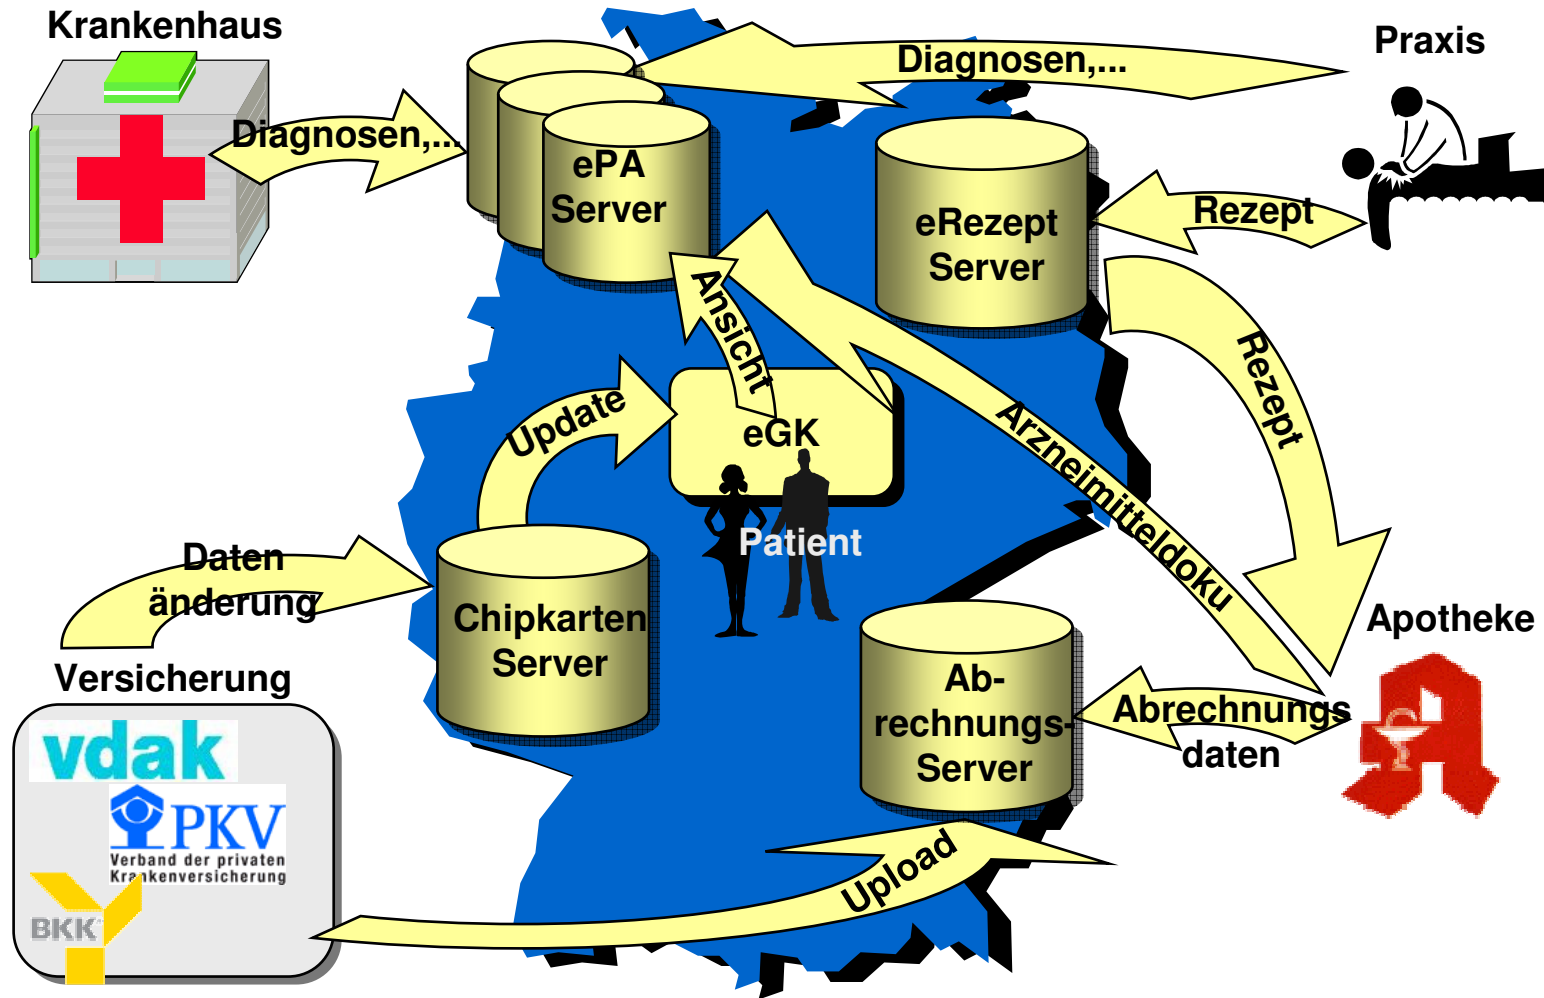 Krankenhaus
Diagnosen,...
Praxis
Diagnosen,...
ePA
Server
eRezept
Server
Rezept
Ansicht
Rezept
Update
eGK
Arzneimitteldoku
Patient
Daten
änderung
Chipkarten
Server
Apotheke
Versicherung
Ab-
rechnungs-
Server
Abrechnungs
daten
vdak
PKV
Verband der privaten
Krankenversicherung
Upload
BKK